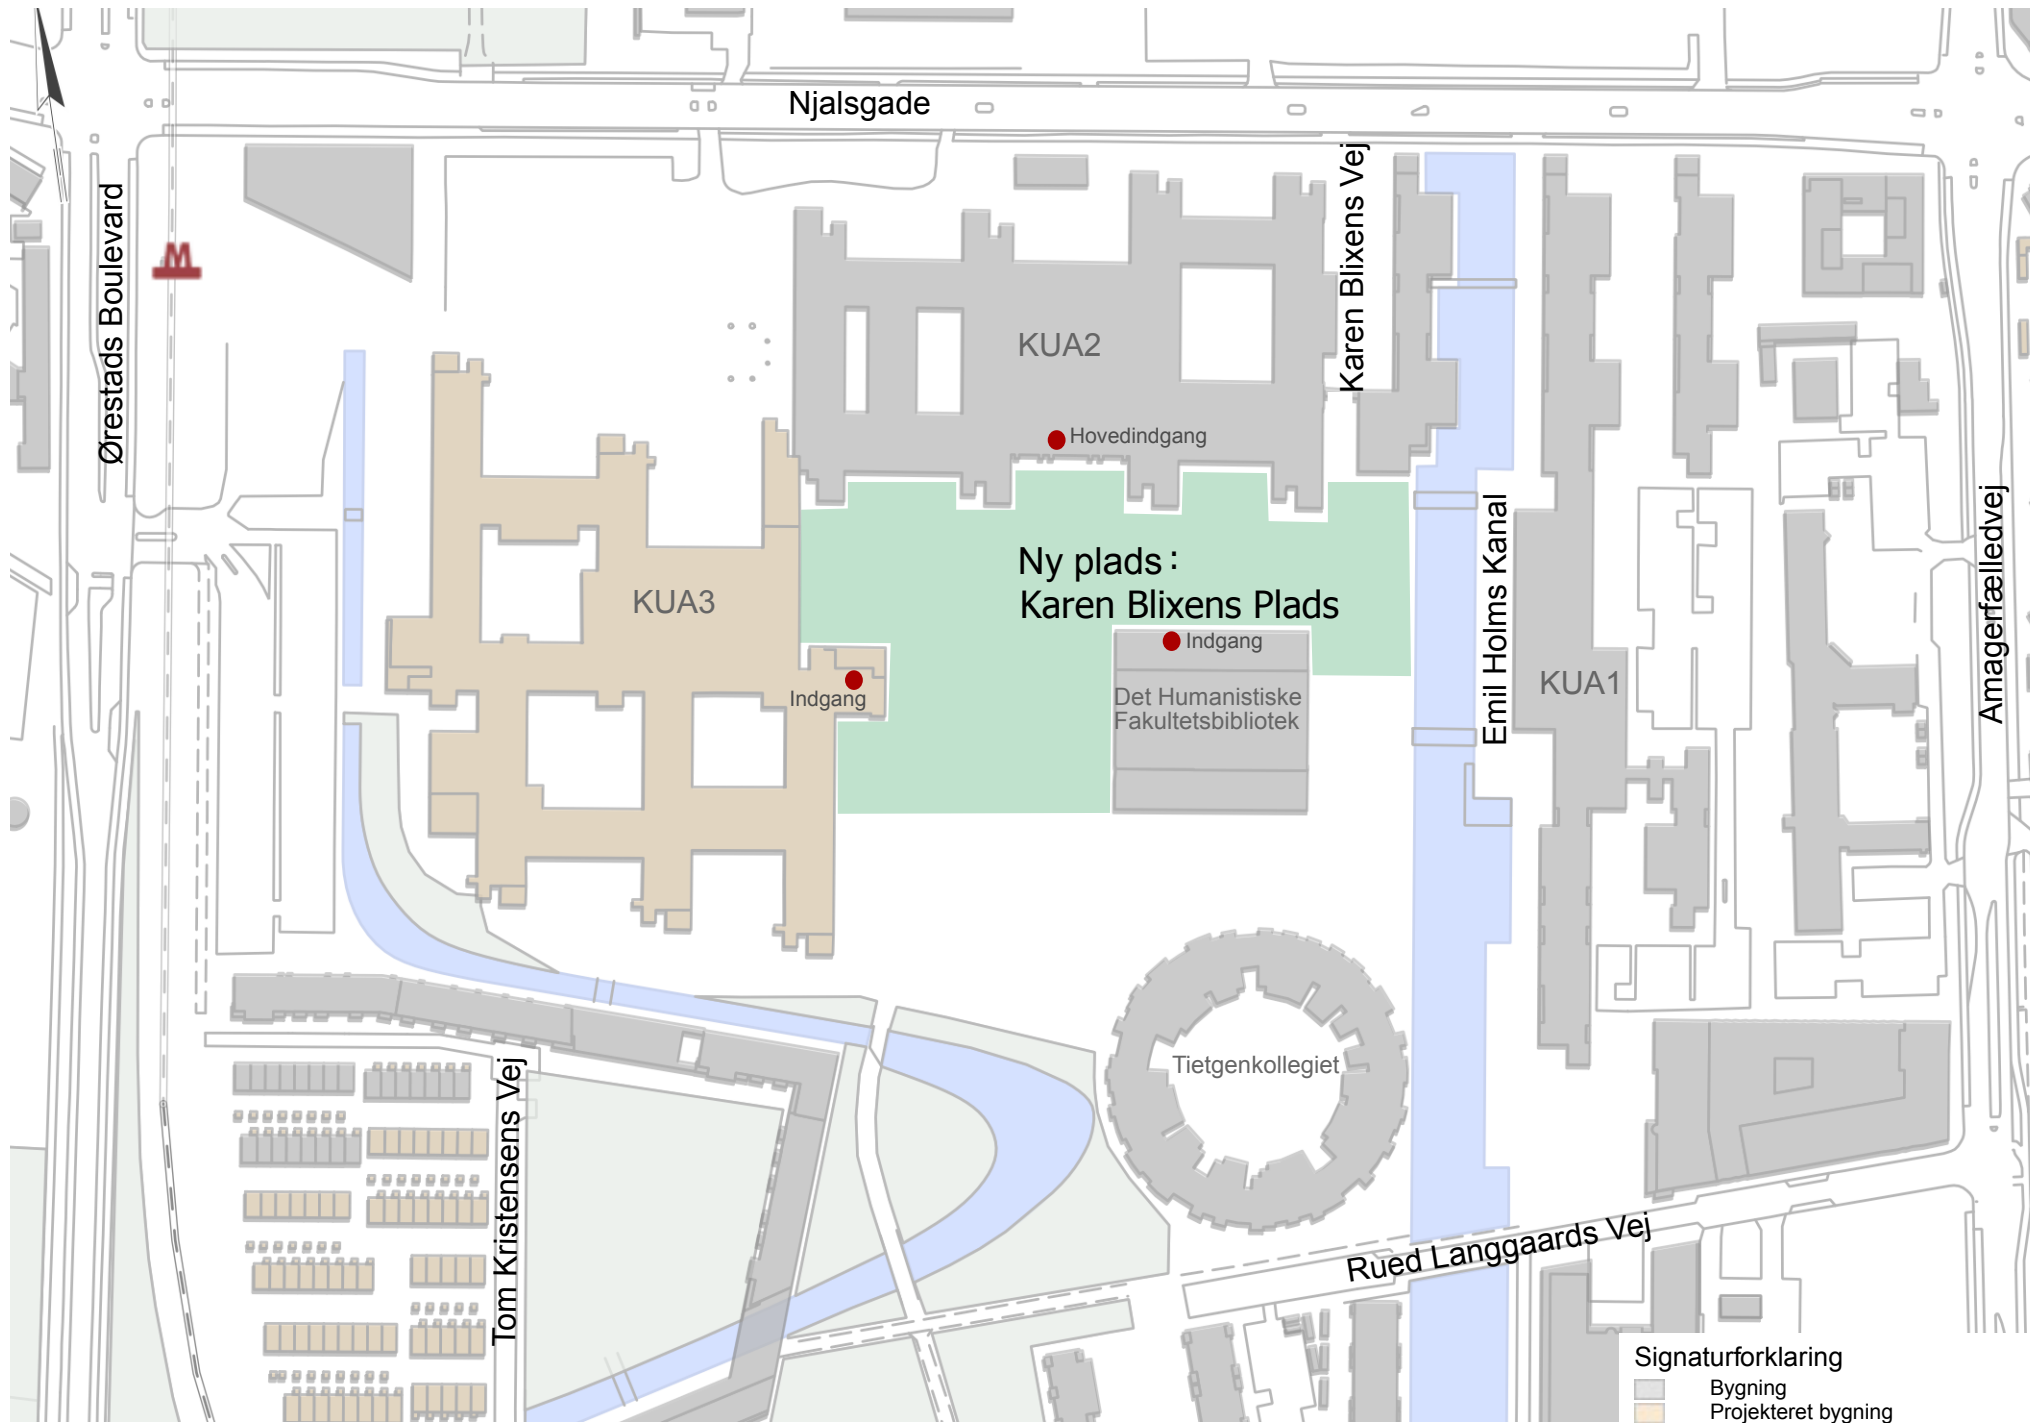 Njalsgade
Ørestads Boulevard
M
Karen Blixens Vej
KUA2
Hovedindgang
Emil Holms Kanal
Amagerfælledvej
Ny plads :
Karen Blixens Plads
KUA3
Indgang
Indgang
Det Humanistiske
Fakultetsbibliotek
KUA1
Tietgenkollegiet
Tom Kristensens Vej
Rued Langgaards Vej
Signaturforklaring
Bygning
Projekteret bygning